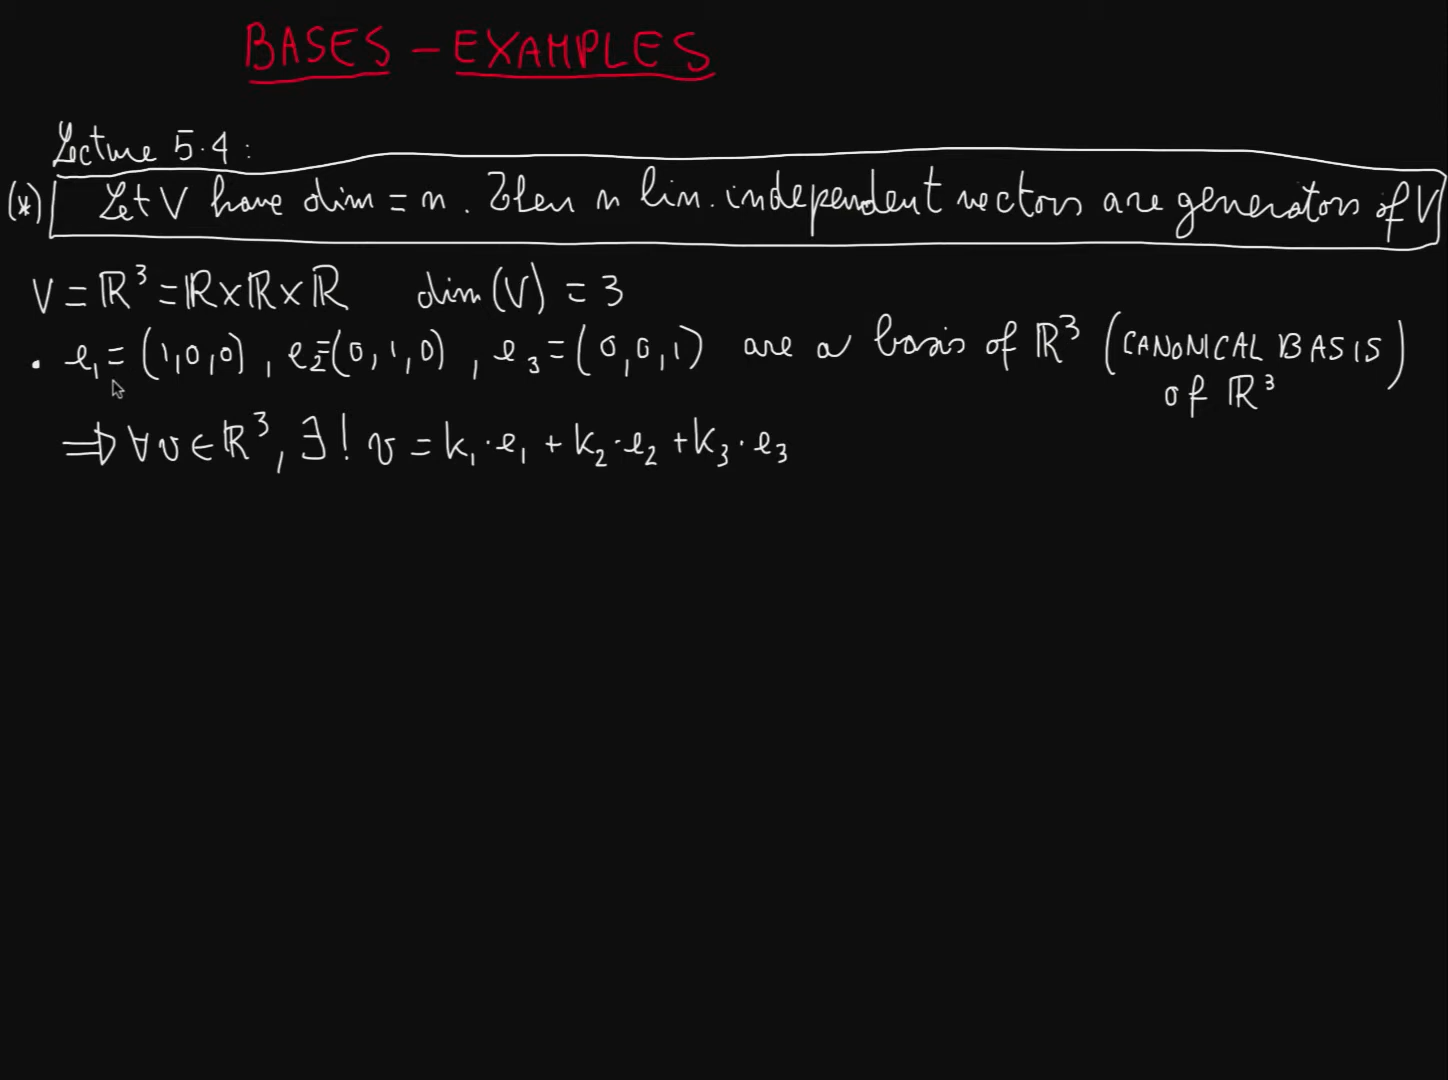 BASES - EXAMPLES
Lecture 5.4 :
(*) Let V have dim = n. Then n lin. independent vectors are generators of V
V = ℝ³ = ℝ×ℝ×ℝ dim(V) = 3
• e₁ = (1,0,0), e₂ = (0,1,0), e₃ = (0,0,1) are a basis of ℝ³ (CANONICAL BASIS)
of ℝ³
⟹ ∀v∈ℝ³, ∃! v = k₁·e₁ + k₂·e₂ + k₃·e₃